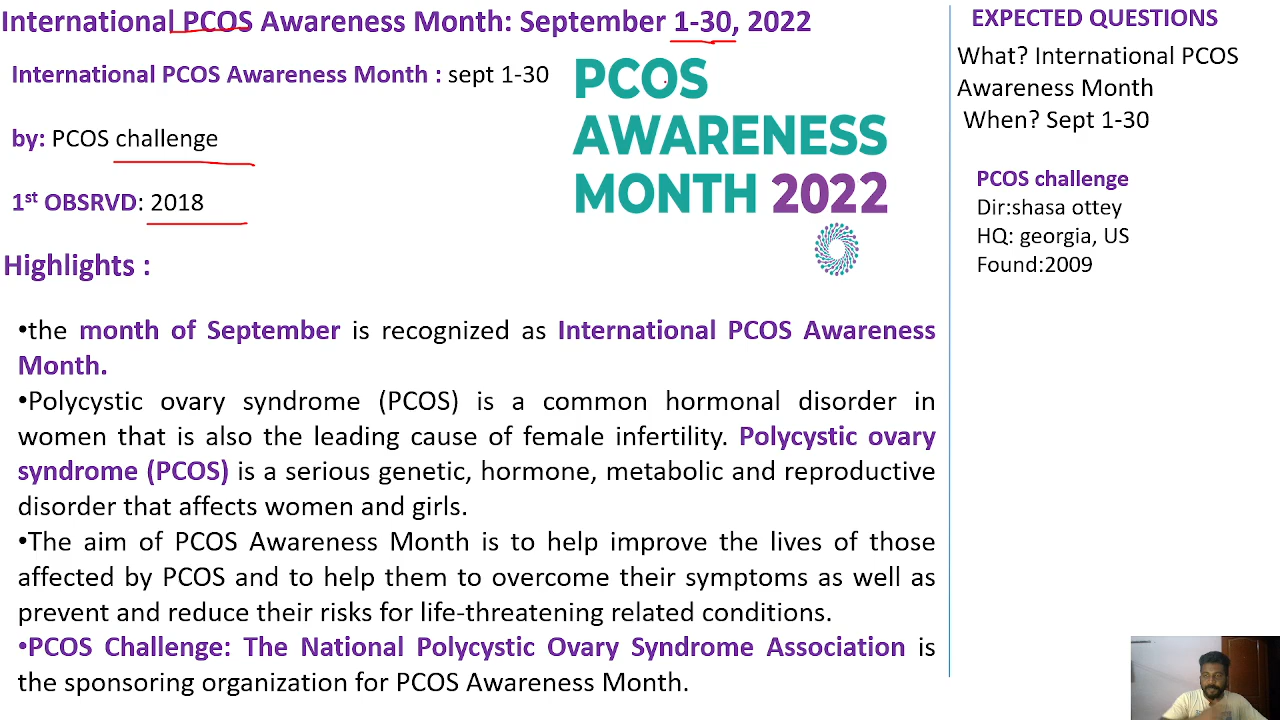 International PCOS Awareness Month: September 1-30, 2022
International PCOS Awareness Month : sept 1-30
by: PCOS challenge
1st OBSRVD: 2018
PCOS
AWARENESS
MONTH 2022
Highlights :
•the month of September is recognized as International PCOS Awareness
Month.
•Polycystic ovary syndrome (PCOS) is a common hormonal disorder in
women that is also the leading cause of female infertility. Polycystic ovary
syndrome (PCOS) is a serious genetic, hormone, metabolic and reproductive
disorder that affects women and girls.
•The aim of PCOS Awareness Month is to help improve the lives of those
affected by PCOS and to help them to overcome their symptoms as well as
prevent and reduce their risks for life-threatening related conditions.
•PCOS Challenge: The National Polycystic Ovary Syndrome Association is
the sponsoring organization for PCOS Awareness Month.
EXPECTED QUESTIONS
What? International PCOS
Awareness Month
When? Sept 1-30
PCOS challenge
Dir:shasa ottey
HQ: georgia, US
Found:2009